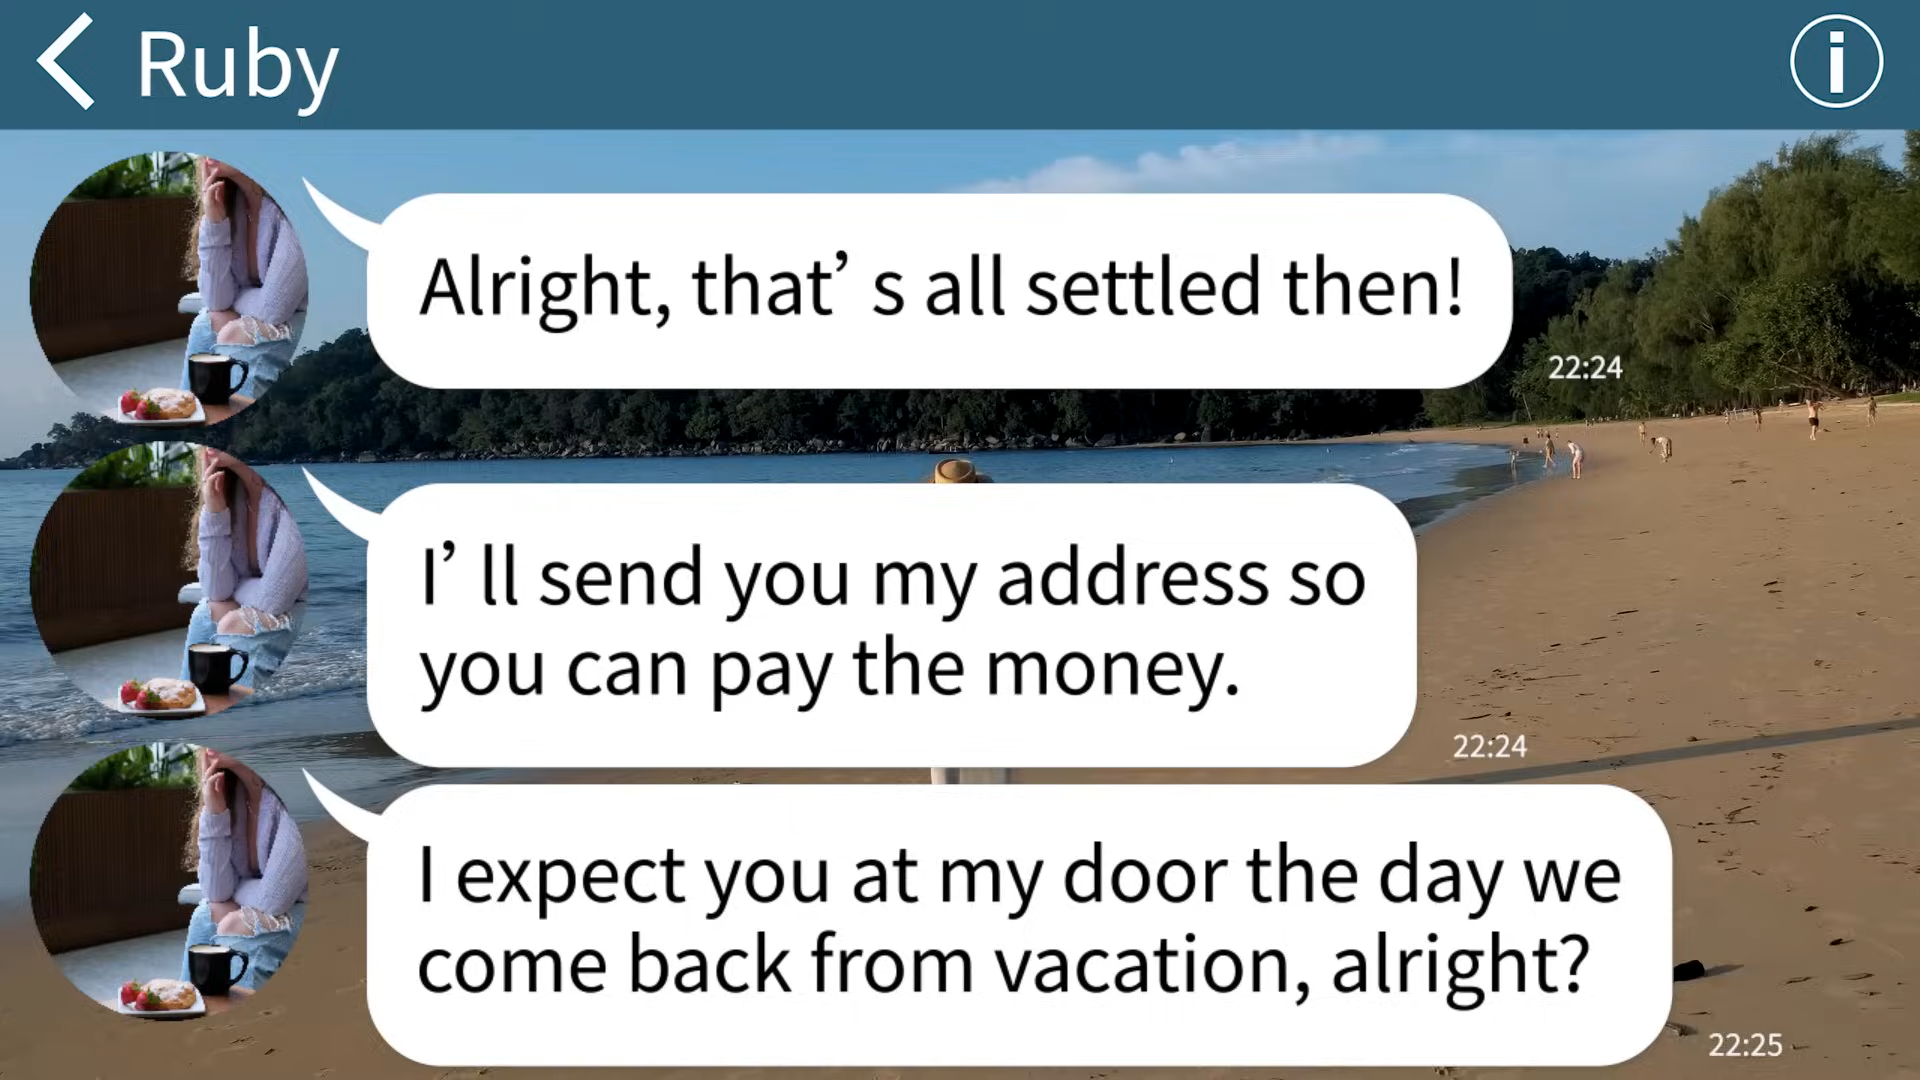 Ruby
Alright, that’s all settled then!
22:24
I’ll send you my address so
you can pay the money.
22:24
I expect you at my door the day we
come back from vacation, alright?
22:25